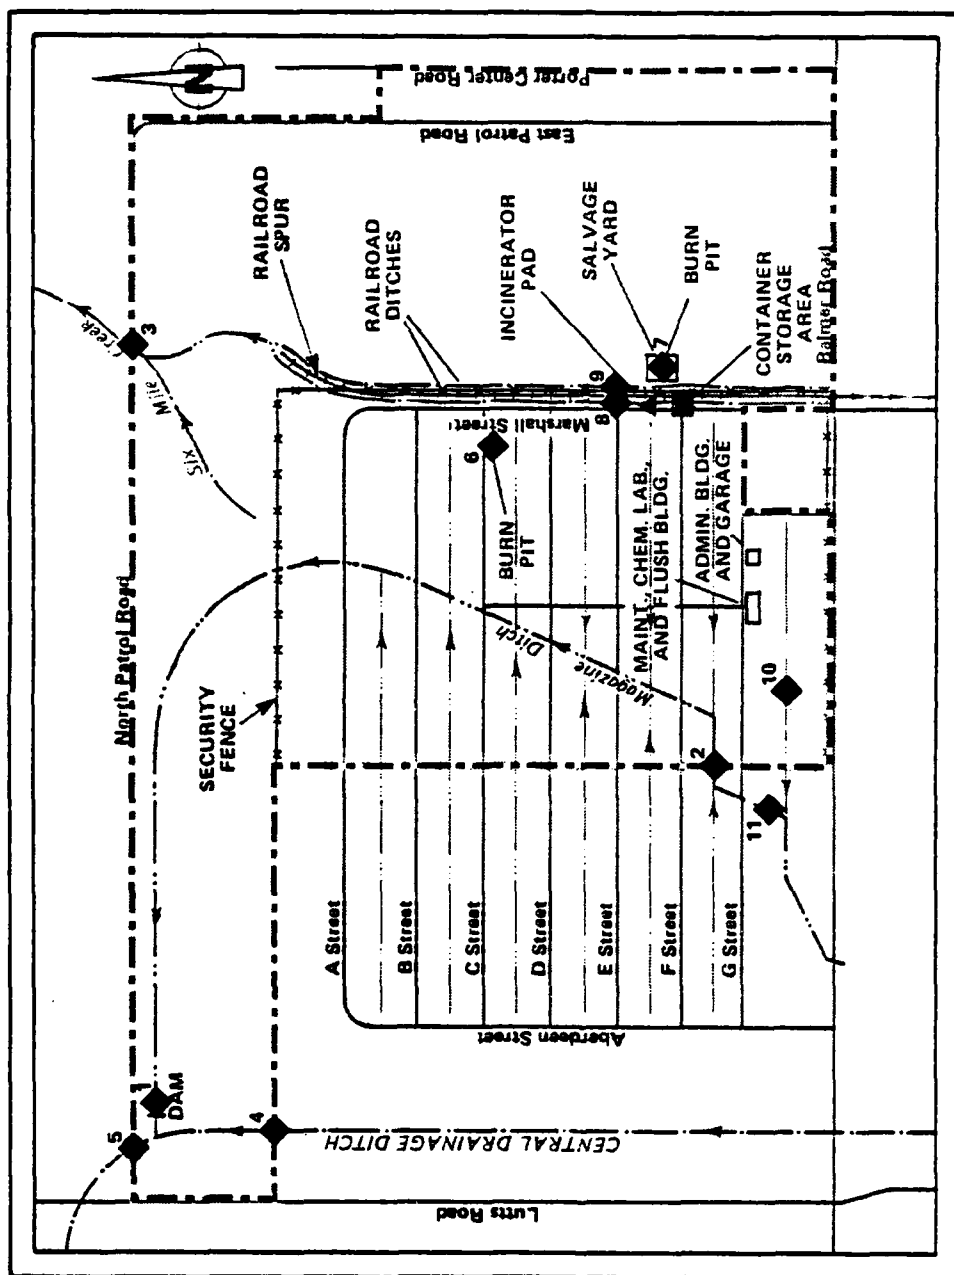 N
Porter Center Road
East Patrol Road
North Patrol Road
RAILROAD
SPUR
RAILROAD
DITCHES
INCINERATOR
PAD
SALVAGE
YARD
BURN
PIT
CONTAINER
STORAGE
AREA
Balmer Road
3
Six Mile Creek
9
8
7
Marshall Street
6
BURN
PIT
MAINT., CHEM. LAB.,
AND FLUSH BLDG.
ADMIN. BLDG.
AND GARAGE
Magazine Ditch
SECURITY
FENCE
10
2
11
A Street
B Street
C Street
D Street
E Street
F Street
G Street
Aberdeen Street
1
DAM
5
4
CENTRAL DRAINAGE DITCH
Lutts Road